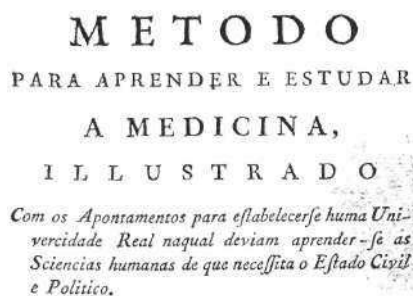 METODO
PARA APRENDER E ESTUDAR
A MEDICINA,
ILLUSTRADO
Com os Apontamentos para eſlabelecerſe huma Uni-
vercidade Real naqual deviam aprender-ſe as
Sciencias humanas de que neceſſita o Eſtado Civil
e Politico.